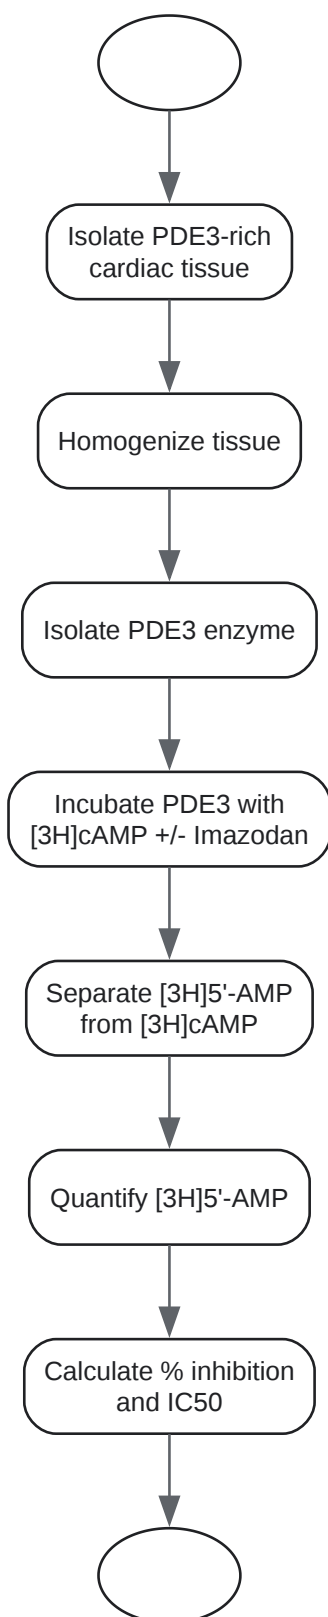 Isolate PDE3-rich
cardiac tissue
Homogenize tissue
Isolate PDE3 enzyme
Incubate PDE3 with
[3H]cAMP +/- Imazodan
Separate [3H]5'-AMP
from [3H]cAMP
Quantify [3H]5'-AMP
Calculate % inhibition
and IC50